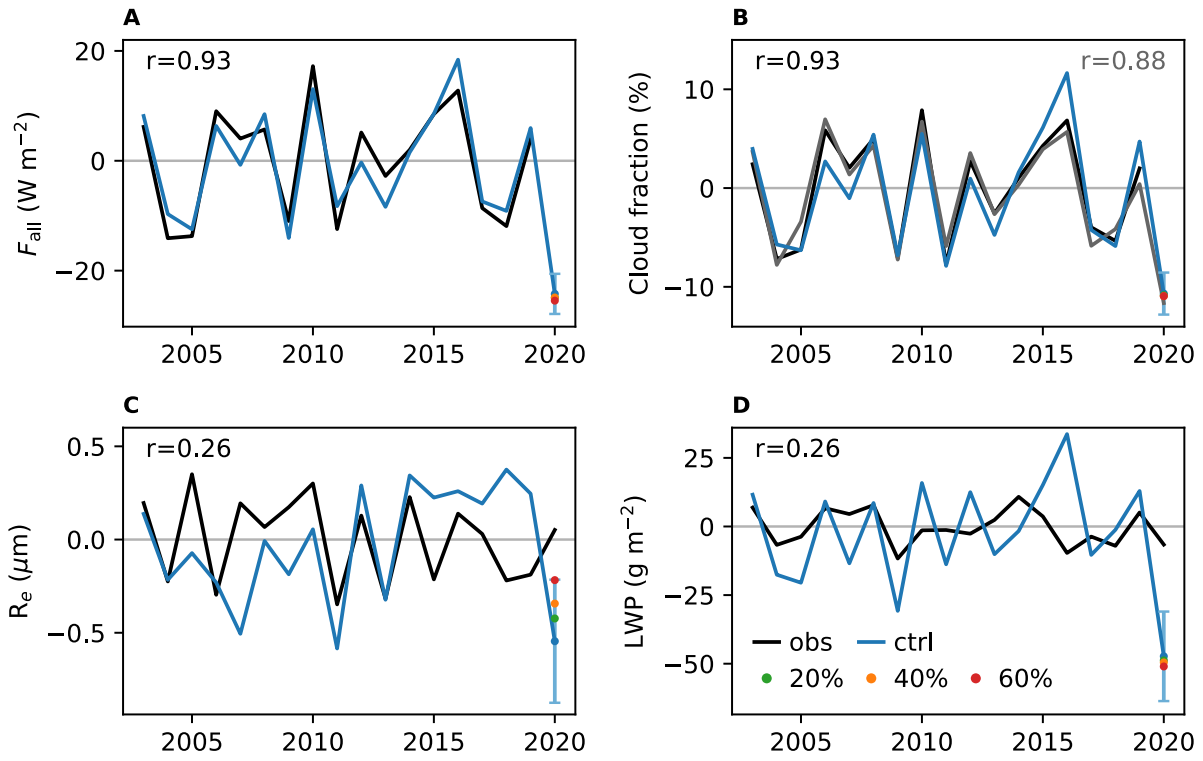 A
r=0.93
20
0
−20
F_all (W m⁻²)
2005 2010 2015 2020
B
r=0.93 r=0.88
10
0
−10
Cloud fraction (%)
2005 2010 2015 2020
C
r=0.26
0.5
0.0
−0.5
R_e (μm)
2005 2010 2015 2020
D
r=0.26
25
0
−25
−50
LWP (g m⁻²)
obs ctrl
20% 40% 60%
2005 2010 2015 2020